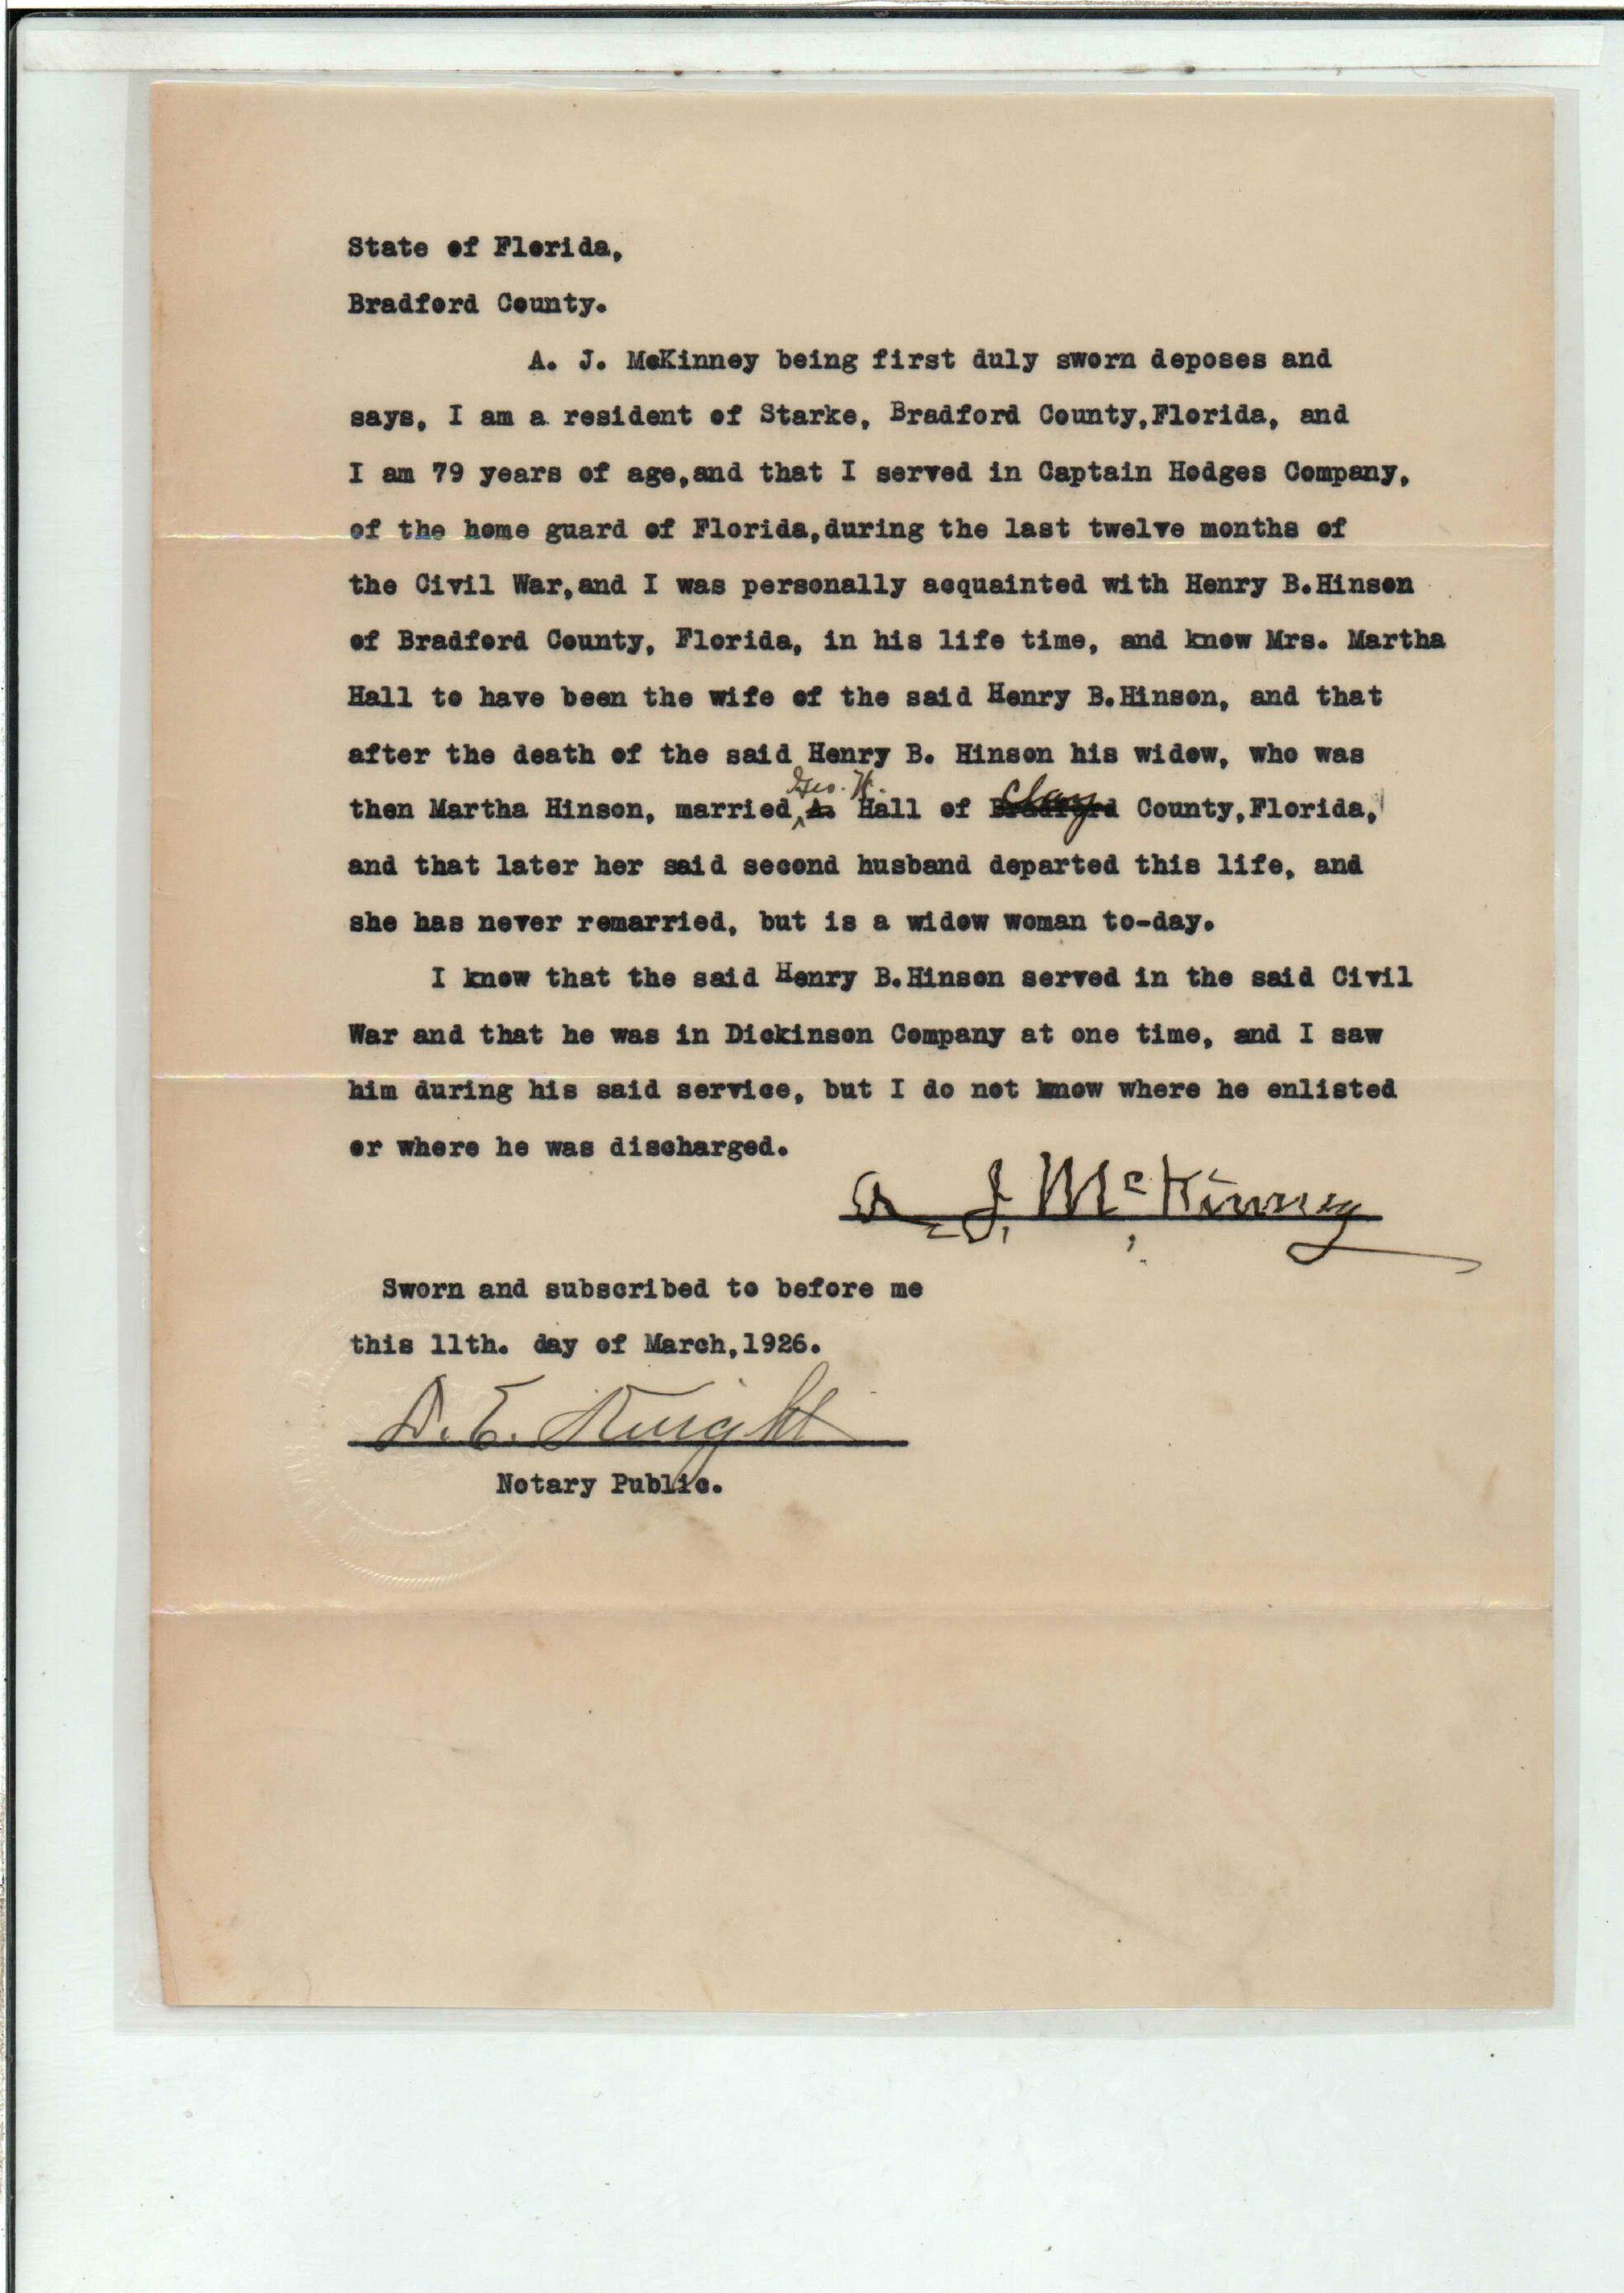 State of Florida,
Bradford County.
A. J. McKinney being first duly sworn deposes and
says, I am a resident of Starke, Bradford County,Florida, and
I am 79 years of age,and that I served in Captain Hodges Company,
of the home guard of Florida,during the last twelve months of
the Civil War,and I was personally acquainted with Henry B.Hinson
of Bradford County, Florida, in his life time, and know Mrs. Martha
Hall to have been the wife of the said Henry B.Hinson, and that
after the death of the said Henry B. Hinson his widow, who was
then Martha Hinson, married Geo. W. A. Hall of Bradford Clay County,Florida,
and that later her said second husband departed this life, and
she has never remarried, but is a widow woman to-day.
I know that the said Henry B.Hinson served in the said Civil
War and that he was in Dickinson Company at one time, and I saw
him during his said service, but I do not know where he enlisted
or where he was discharged.
A. J. McKinney
Sworn and subscribed to before me
this 11th. day of March,1926.
D. E. Knight
Notary Public.